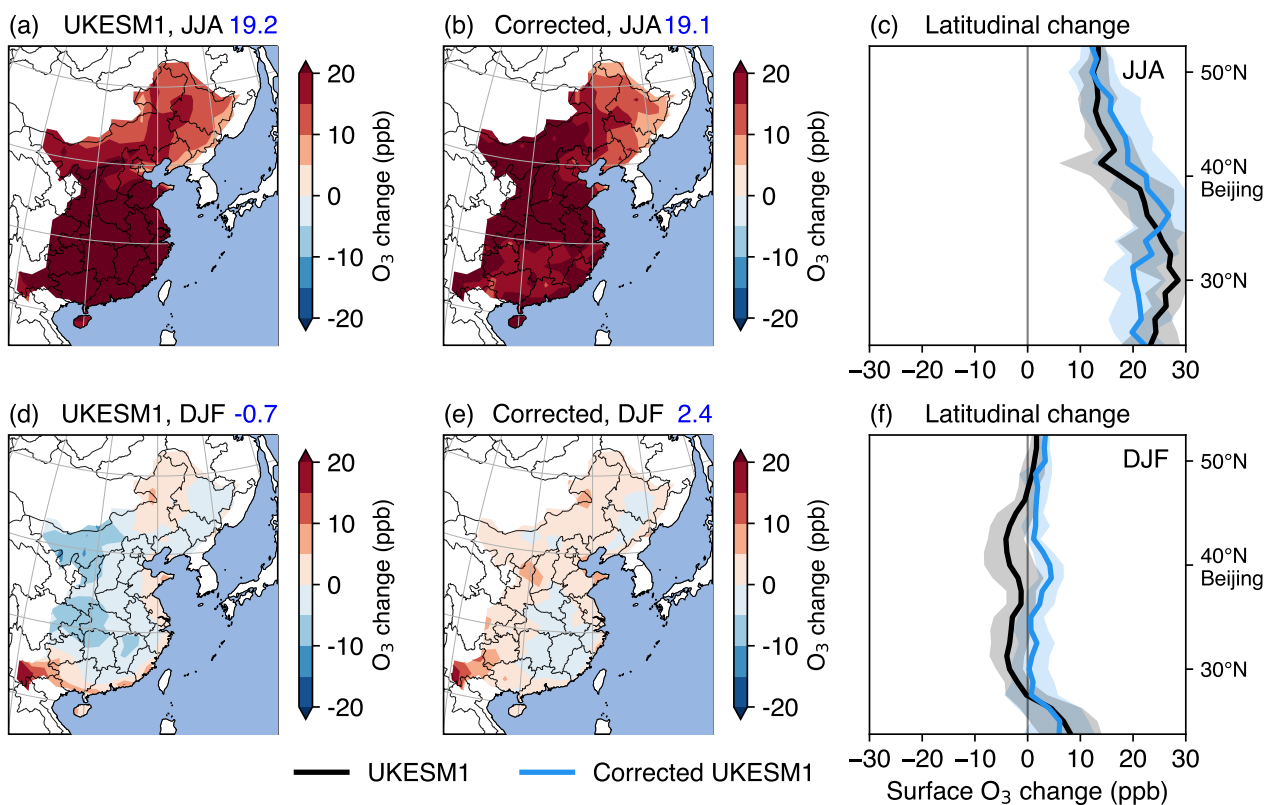 (a) UKESM1, JJA 19.2
(b) Corrected, JJA 19.1
(c) Latitudinal change
20
10
0
-10
-20
O₃ change (ppb)
20
10
0
-10
-20
O₃ change (ppb)
JJA
50°N
40°N
Beijing
30°N
−30 −20 −10 0 10 20 30
(d) UKESM1, DJF -0.7
(e) Corrected, DJF 2.4
(f) Latitudinal change
20
10
0
-10
-20
O₃ change (ppb)
20
10
0
-10
-20
O₃ change (ppb)
DJF
50°N
40°N
Beijing
30°N
−30 −20 −10 0 10 20 30
UKESM1
Corrected UKESM1
Surface O₃ change (ppb)